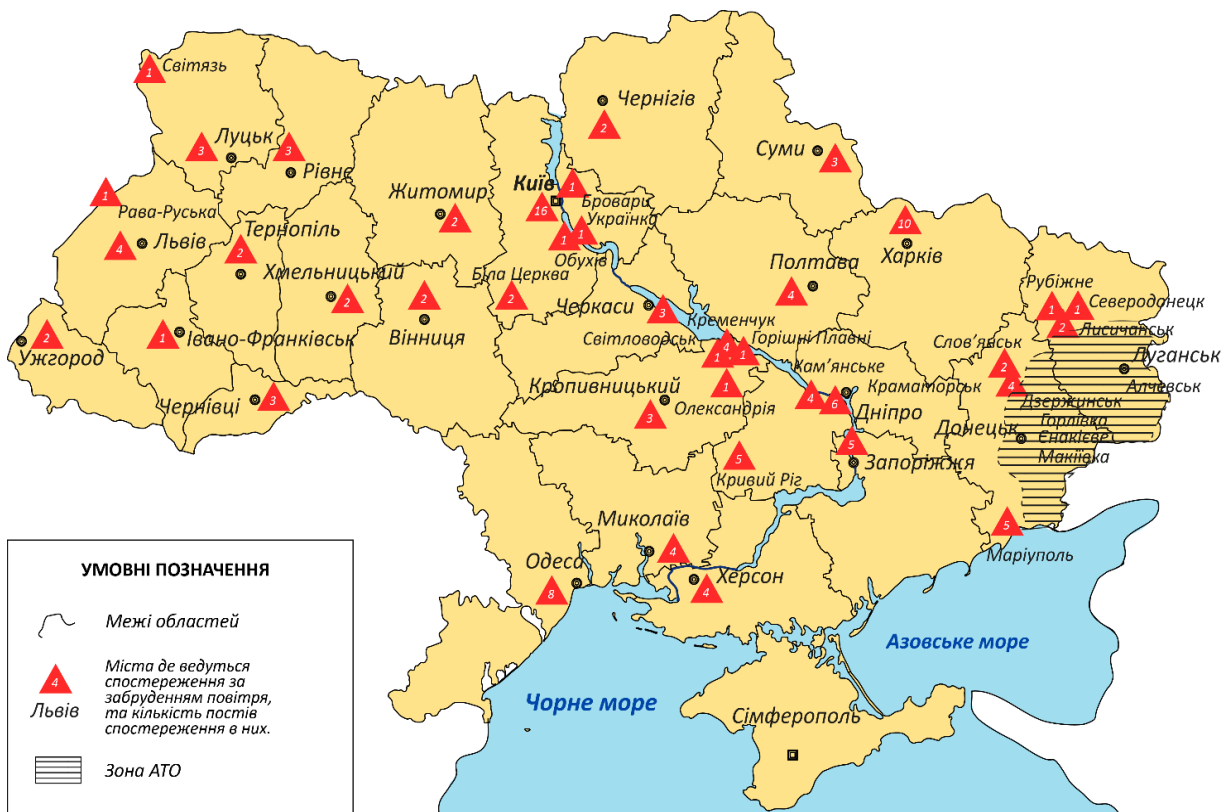 1
Світязь
Чернігів
2
3
Луцьк
3
Рівне
Суми
3
1
Рава-Руська
Житомир
2
Київ
1
16
Бровари
Українка
1
1
Обухів
10
Харків
4
Львів
Тернопіль
2
Хмельницький
2
Біла Церква
2
2
Вінниця
Полтава
4
Черкаси
3
Рубіжне
1
1
Северодонецк
2
Лисичанськ
2
Ужгород
1
Івано-Франківськ
Кременчук
Світловодськ
4
1
1
Горішні Плавні
Слов’янськ
2
Луганськ
Кам’янське
4
Краматорськ
Алчевськ
Чернівці
3
Кропивницький
1
Олександрія
3
4
6
Дніпро
Дзержинськ
Горлівка
Донецьк
Єнакієве
Макіївка
5
Запоріжжя
5
Кривий Ріг
Миколаїв
4
5
Маріуполь
Одеса
8
Херсон
4
Азовське море
Чорне море
Сімферополь
УМОВНІ ПОЗНАЧЕННЯ
Межі областей
4
Львів
Міста де ведуться
спостереження за
забруденням повітря,
та кількість постів
спостереження в них.
Зона АТО